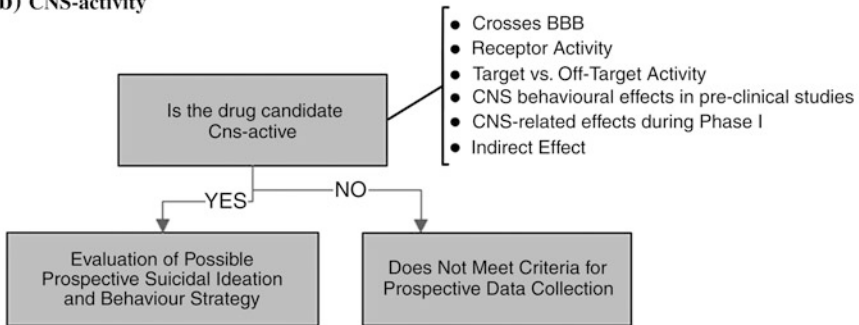 b) CNS-activity
• Crosses BBB
• Receptor Activity
• Target vs. Off-Target Activity
• CNS behavioural effects in pre-clinical studies
• CNS-related effects during Phase I
• Indirect Effect
Is the drug candidate
Cns-active
YES
NO
Evaluation of Possible
Prospective Suicidal Ideation
and Behaviour Strategy
Does Not Meet Criteria for
Prospective Data Collection